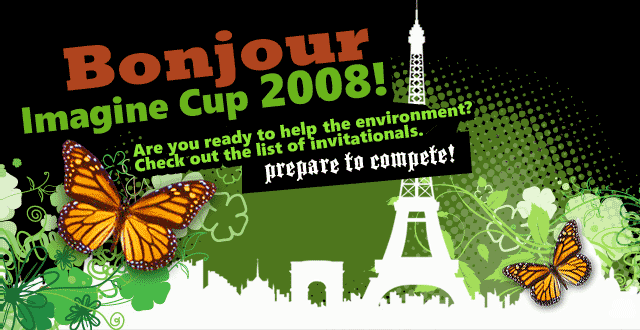 Bonjour
Imagine Cup 2008!
Are you ready to help the environment?
Check out the list of invitationals.
prepare to compete!